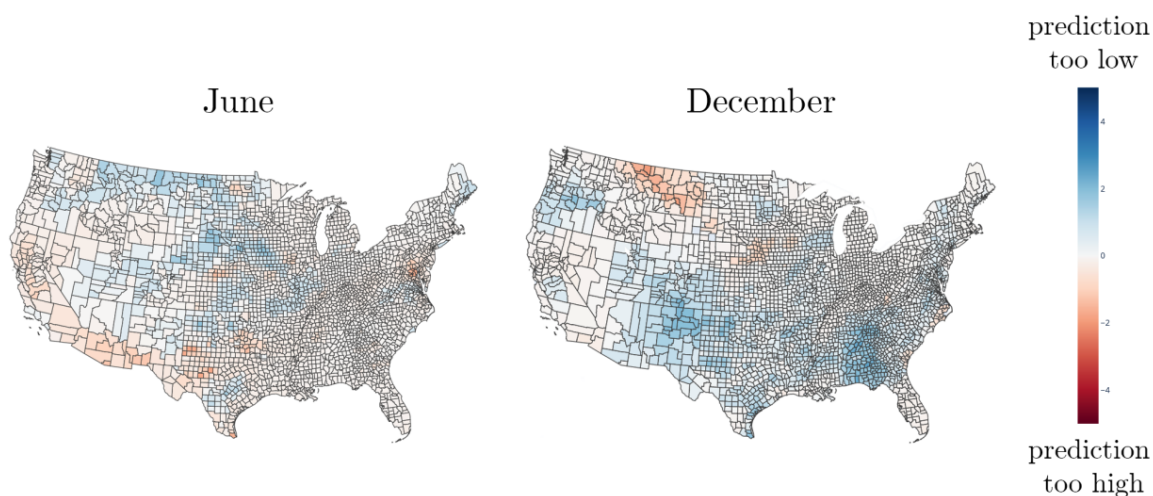 June
December
prediction
too low
4
2
0
−2
−4
prediction
too high